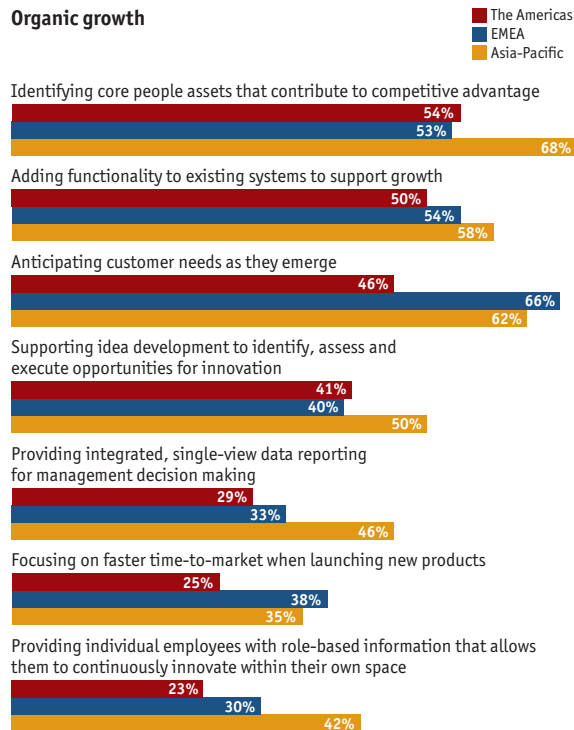 Organic growth
The Americas
EMEA
Asia-Pacific
Identifying core people assets that contribute to competitive advantage
54%
53%
68%
Adding functionality to existing systems to support growth
50%
54%
58%
Anticipating customer needs as they emerge
46%
66%
62%
Supporting idea development to identify, assess and
execute opportunities for innovation
41%
40%
50%
Providing integrated, single-view data reporting
for management decision making
29%
33%
46%
Focusing on faster time-to-market when launching new products
25%
38%
35%
Providing individual employees with role-based information that allows
them to continuously innovate within their own space
23%
30%
42%